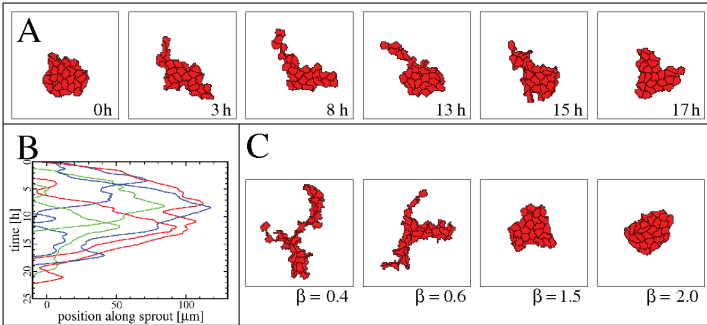 A
0h
3 h
8 h
13 h
15 h
17 h
B
0
5
10
15
20
25
time [h]
0
50
100
position along sprout [μm]
C
β = 0.4
β = 0.6
β = 1.5
β = 2.0